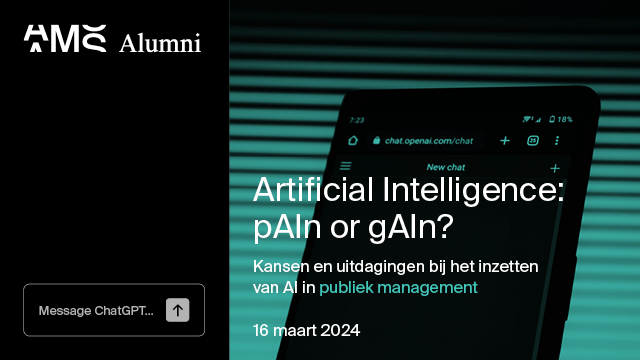 AMS Alumni
7:23
18%
chat.openai.com/chat
25
New chat
Artificial Intelligence:
pAIn or gAIn?
Kansen en uitdagingen bij het inzetten
van AI in publiek management
Message ChatGPT...
16 maart 2024